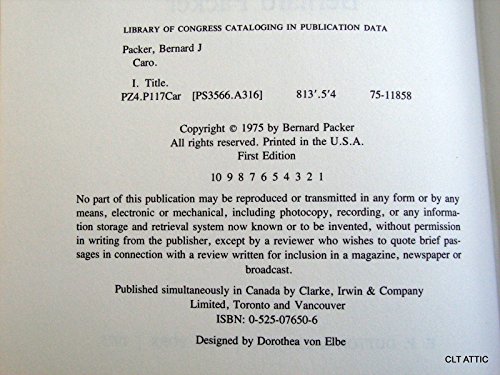 Bernard Packer
LIBRARY OF CONGRESS CATALOGING IN PUBLICATION DATA
Packer, Bernard J
Caro.
I. Title.
PZ4.P117Car [PS3566.A316] 813'.5'4 75-11858
Copyright © 1975 by Bernard Packer
All rights reserved. Printed in the U.S.A.
First Edition
10 9 8 7 6 5 4 3 2 1
No part of this publication may be reproduced or transmitted in any form or by any
means, electronic or mechanical, including photocopy, recording, or any informa-
tion storage and retrieval system now known or to be invented, without permission
in writing from the publisher, except by a reviewer who wishes to quote brief pas-
sages in connection with a review written for inclusion in a magazine, newspaper or
broadcast.
Published simultaneously in Canada by Clarke, Irwin & Company
Limited, Toronto and Vancouver
ISBN: 0-525-07650-6
Designed by Dorothea von Elbe
CLT ATTIC